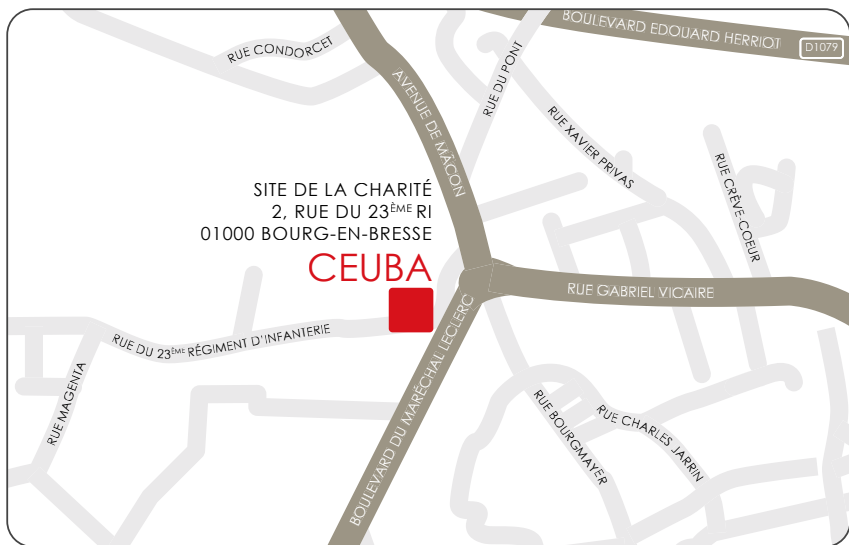 BOULEVARD EDOUARD HERRIOT
D1079
RUE CONDORCET
RUE DU PONT
AVENUE DE MÂCON
RUE XAVIER PRIVAS
RUE CRÈVE-COEUR
SITE DE LA CHARITÉ
2, RUE DU 23ÈME RI
01000 BOURG-EN-BRESSE
CEUBA
RUE GABRIEL VICAIRE
RUE DU 23ÈME RÉGIMENT D'INFANTERIE
BOULEVARD DU MARÉCHAL LECLERC
RUE MAGENTA
RUE BOURGMAYER
RUE CHARLES JARRIN